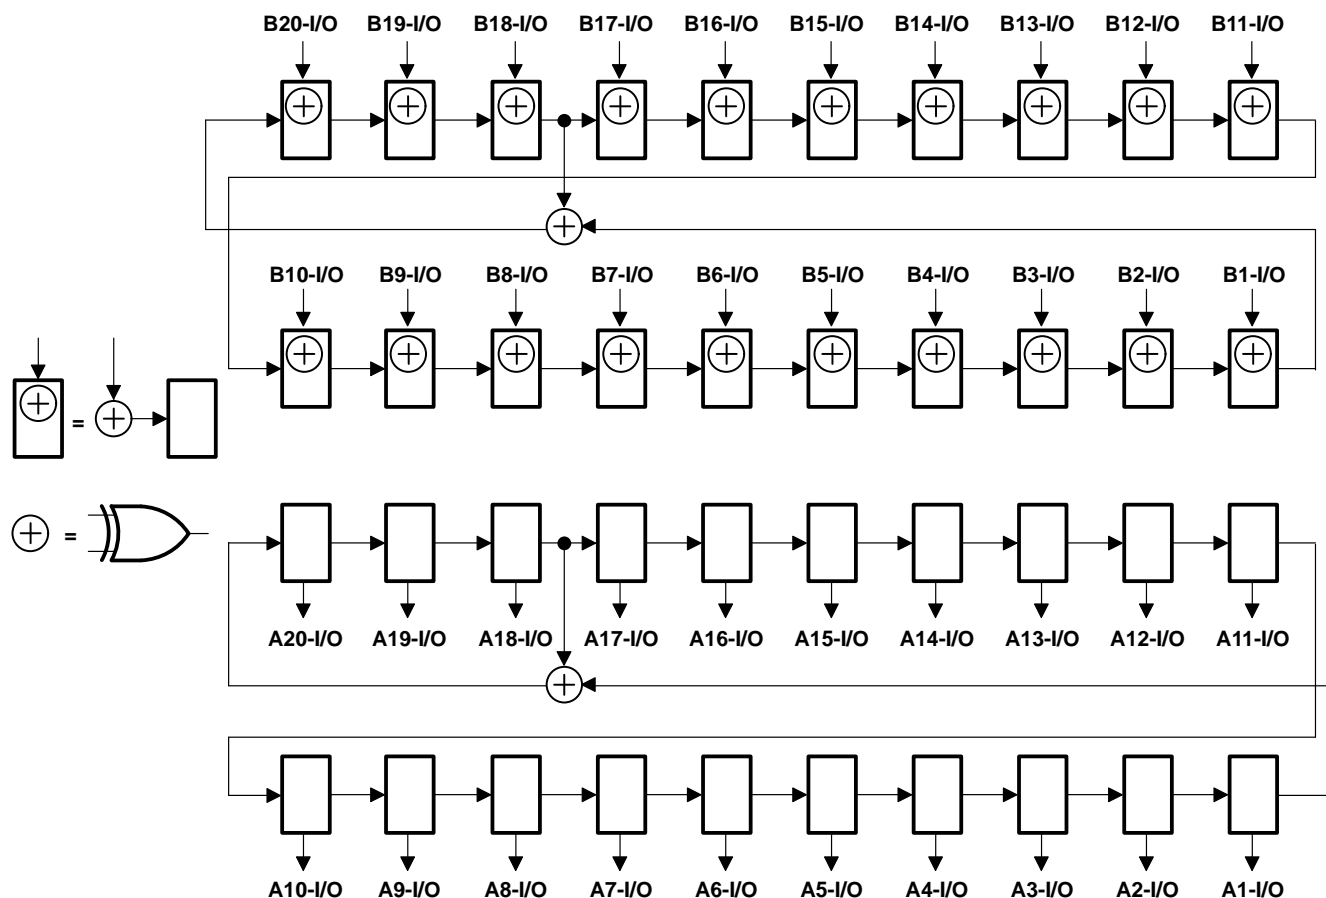 B20-I/O B19-I/O B18-I/O B17-I/O B16-I/O B15-I/O B14-I/O B13-I/O B12-I/O B11-I/O
B10-I/O B9-I/O B8-I/O B7-I/O B6-I/O B5-I/O B4-I/O B3-I/O B2-I/O B1-I/O
=
=
A20-I/O A19-I/O A18-I/O A17-I/O A16-I/O A15-I/O A14-I/O A13-I/O A12-I/O A11-I/O
A10-I/O A9-I/O A8-I/O A7-I/O A6-I/O A5-I/O A4-I/O A3-I/O A2-I/O A1-I/O